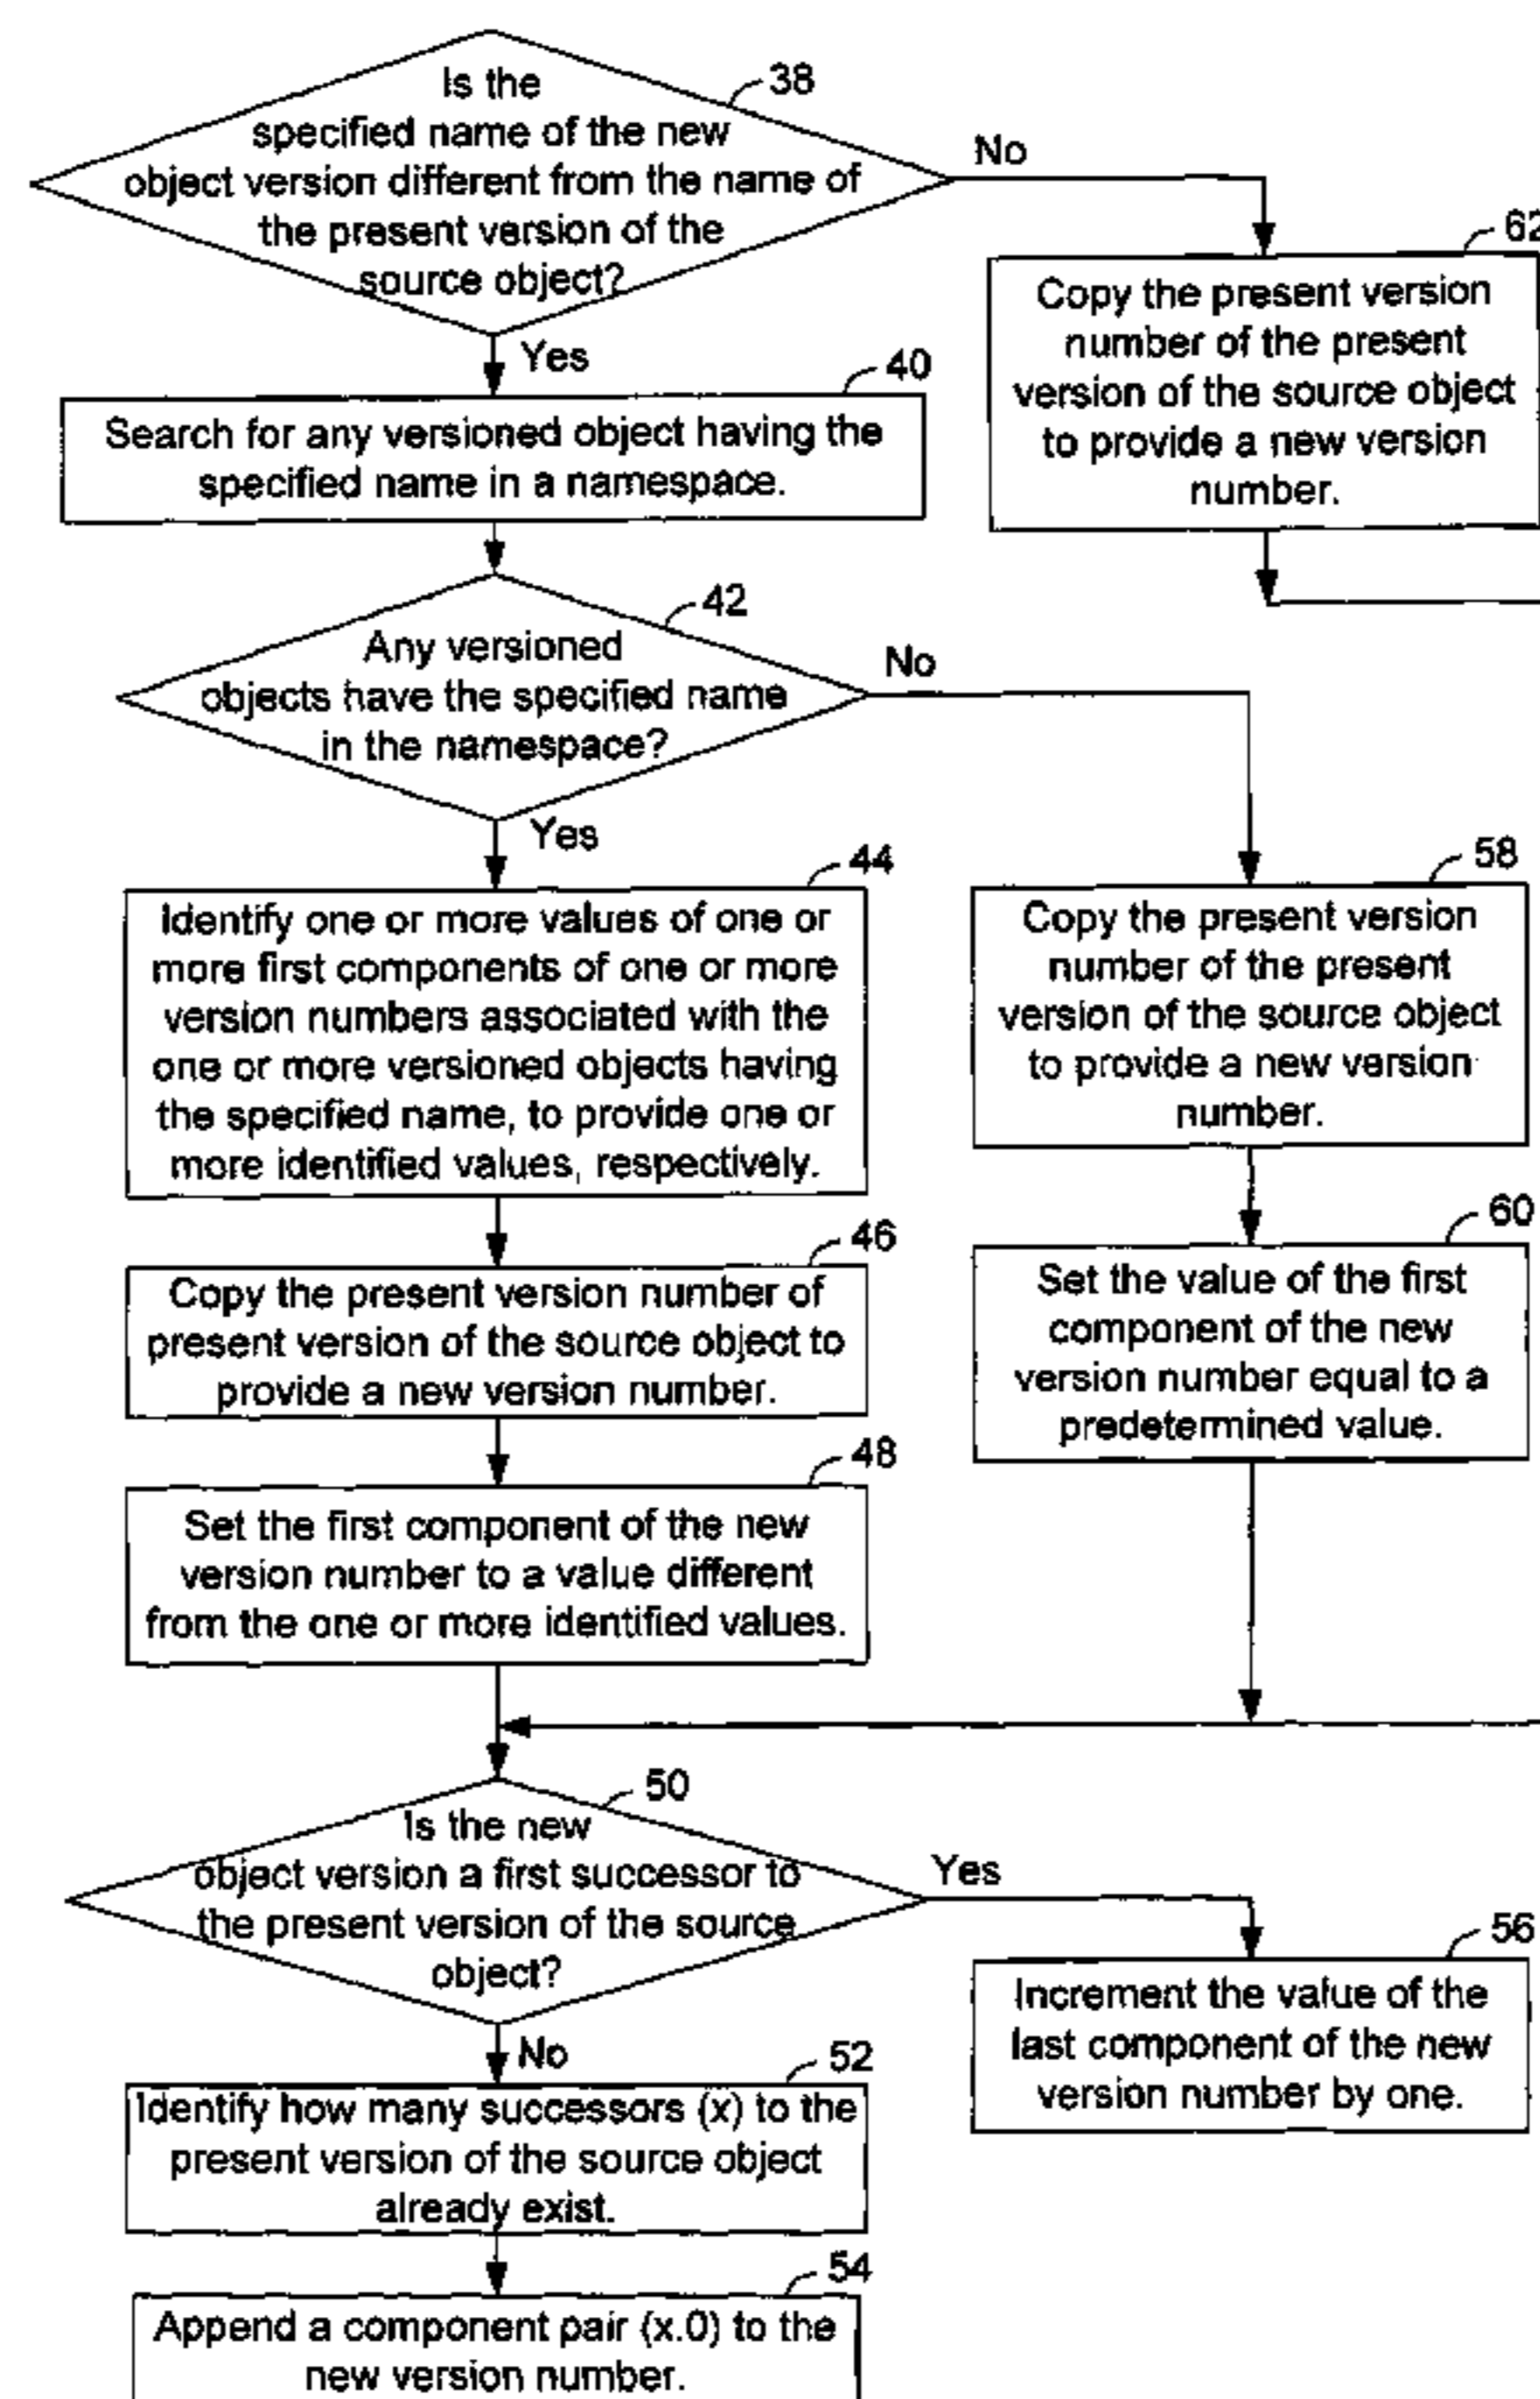 38
Is the
specified name of the new
object version different from the name of
the present version of the
source object?
No
Yes
62
Copy the present version
number of the present
version of the source object
to provide a new version
number.
40
Search for any versioned object having the
specified name in a namespace.
42
Any versioned
objects have the specified name
in the namespace?
No
Yes
44
Identify one or more values of one or
more first components of one or more
version numbers associated with the
one or more versioned objects having
the specified name, to provide one or
more identified values, respectively.
58
Copy the present version
number of the present
version of the source object
to provide a new version
number.
46
Copy the present version number of
present version of the source object to
provide a new version number.
60
Set the value of the first
component of the new
version number equal to a
predetermined value.
48
Set the first component of the new
version number to a value different
from the one or more identified values.
50
Is the new
object version a first successor to
the present version of the source
object?
Yes
No
56
Increment the value of the
last component of the new
version number by one.
52
Identify how many successors (x) to the
present version of the source object
already exist.
54
Append a component pair (x.0) to the
new version number.